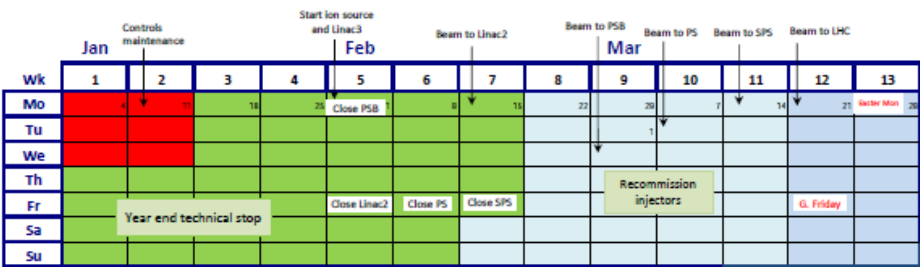 Start ion source
and Linac3
Controls
maintenance
Beam to PSB
Beam to Linac2
Beam to PS
Beam to SPS
Beam to LHC
Jan Feb Mar
Wk 1 2 3 4 5 6 7 8 9 10 11 12 13
Mo 4 11 18 25 Close PSB 1 8 15 22 29 7 14 21 Easter Mon 28
Tu 1
We
Th
Recommission
injectors
Fr Close Linac2 Close PS Close SPS G. Friday
Year end technical stop
Sa
Su